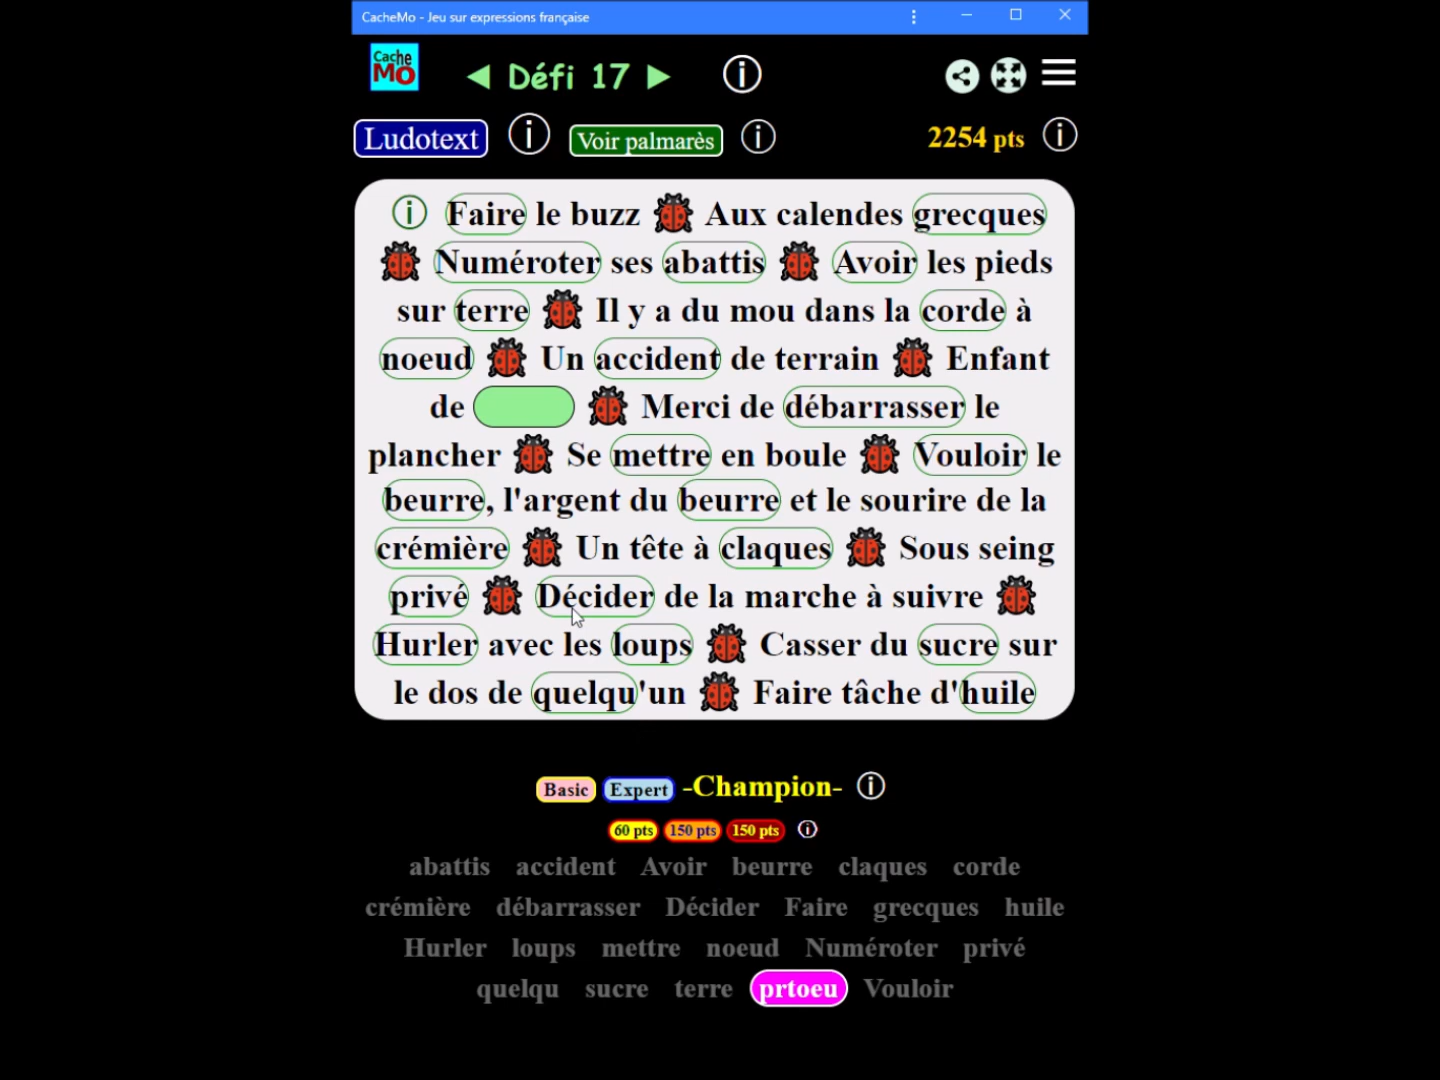 CacheMo - Jeu sur expressions française
Cache
MO
Défi 17
Ludotext
Voir palmarès
2254 pts
Faire le buzz Aux calendes grecques
Numéroter ses abattis Avoir les pieds
sur terre Il y a du mou dans la corde à
noeud Un accident de terrain Enfant
de Merci de débarrasser le
plancher Se mettre en boule Vouloir le
beurre, l'argent du beurre et le sourire de la
crémière Un tête à claques Sous seing
privé Décider de la marche à suivre
Hurler avec les loups Casser du sucre sur
le dos de quelqu'un Faire tâche d'huile
Basic Expert -Champion-
60 pts 150 pts 150 pts
abattis accident Avoir beurre claques corde
crémière débarrasser Décider Faire grecques huile
Hurler loups mettre noeud Numéroter privé
quelqu sucre terre prtoeu Vouloir